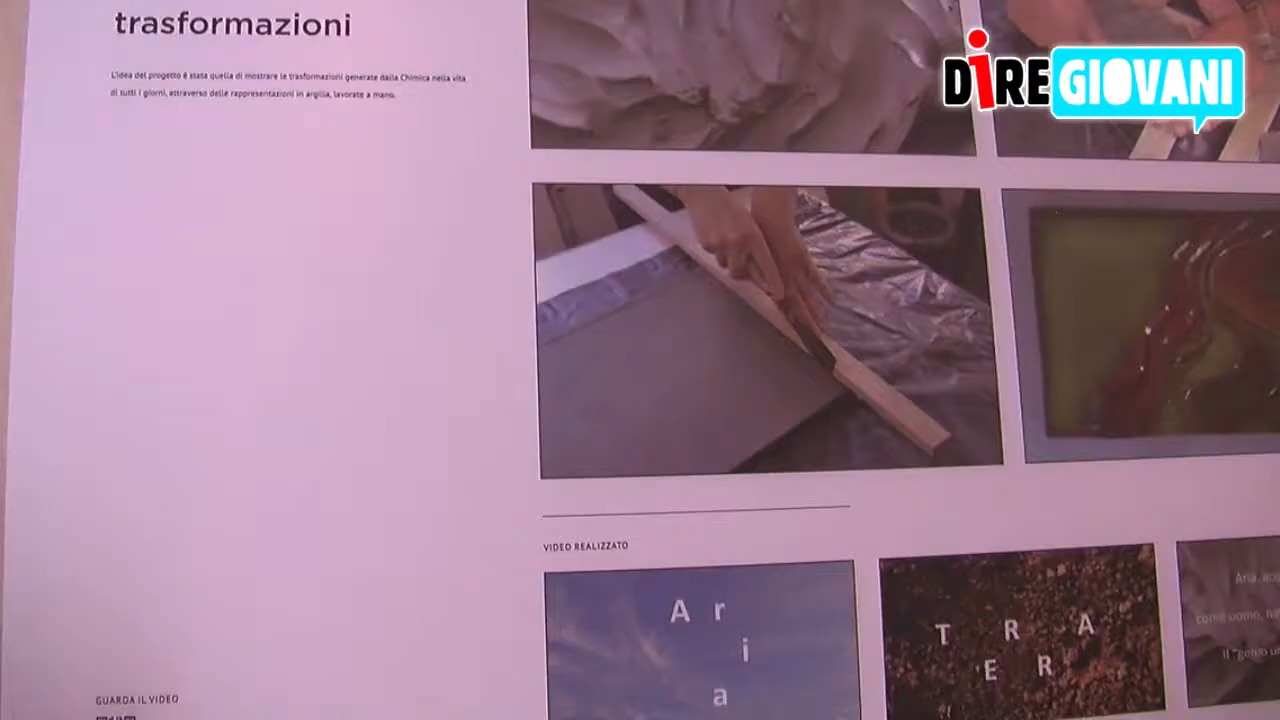 trasformazioni
L'idea del progetto è stata quella di mostrare le trasformazioni generate dalla Chimica nella vita
di tutti i giorni, attraverso delle rappresentazioni in argilla, lavorate a mano.
DIRE GIOVANI
VIDEO REALIZZATO
A r
i
a
T R A
E R
Aria,
come uomo,
Il "genio
GUARDA IL VIDEO